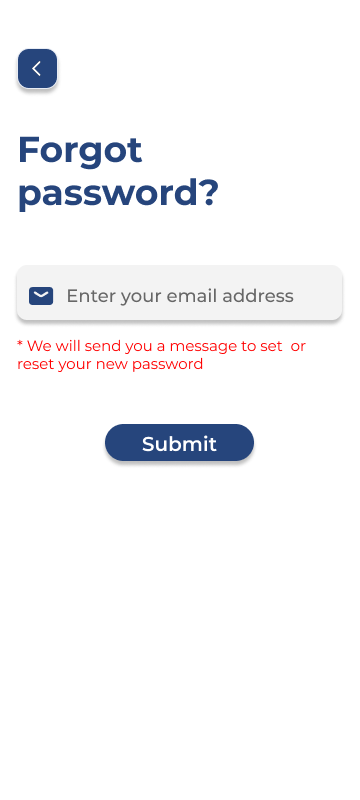 Forgot
password?
Enter your email address
* We will send you a message to set  or
reset your new password
Submit